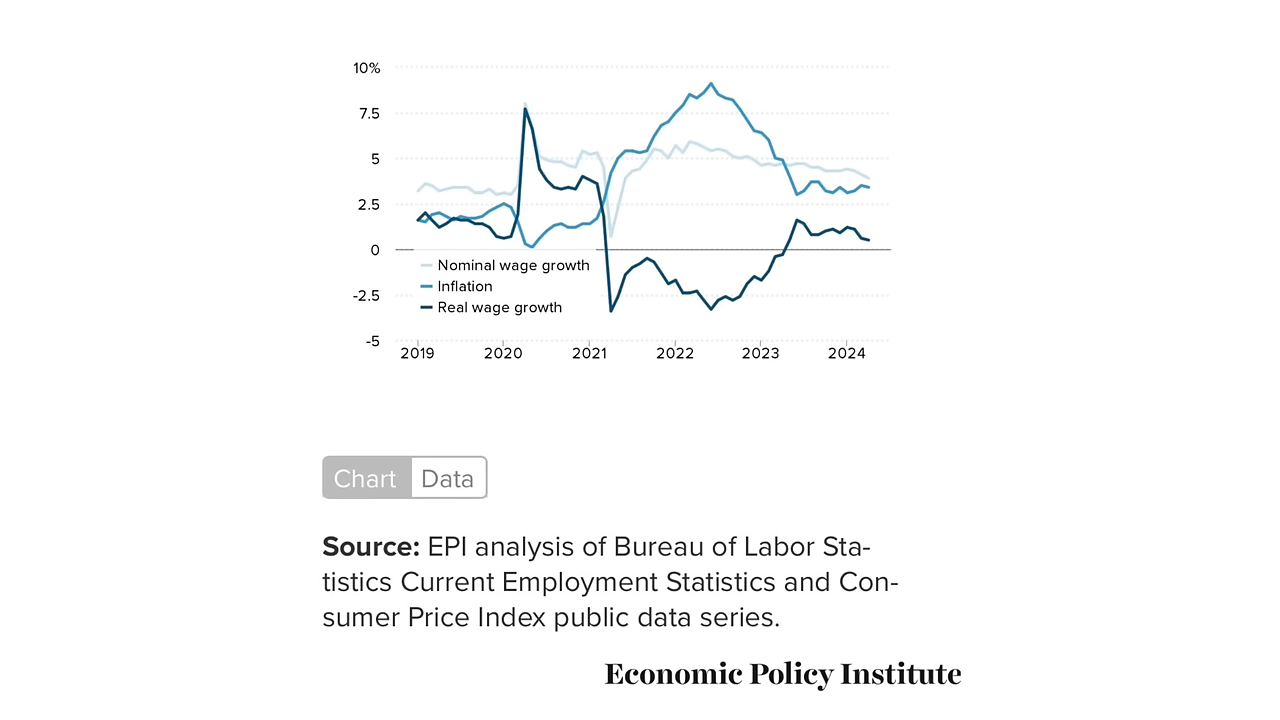 10%
7.5
5
2.5
0
-2.5
-5
Nominal wage growth
Inflation
Real wage growth
2019 2020 2021 2022 2023 2024
Chart Data
Source: EPI analysis of Bureau of Labor Sta-
tistics Current Employment Statistics and Con-
sumer Price Index public data series.
Economic Policy Institute